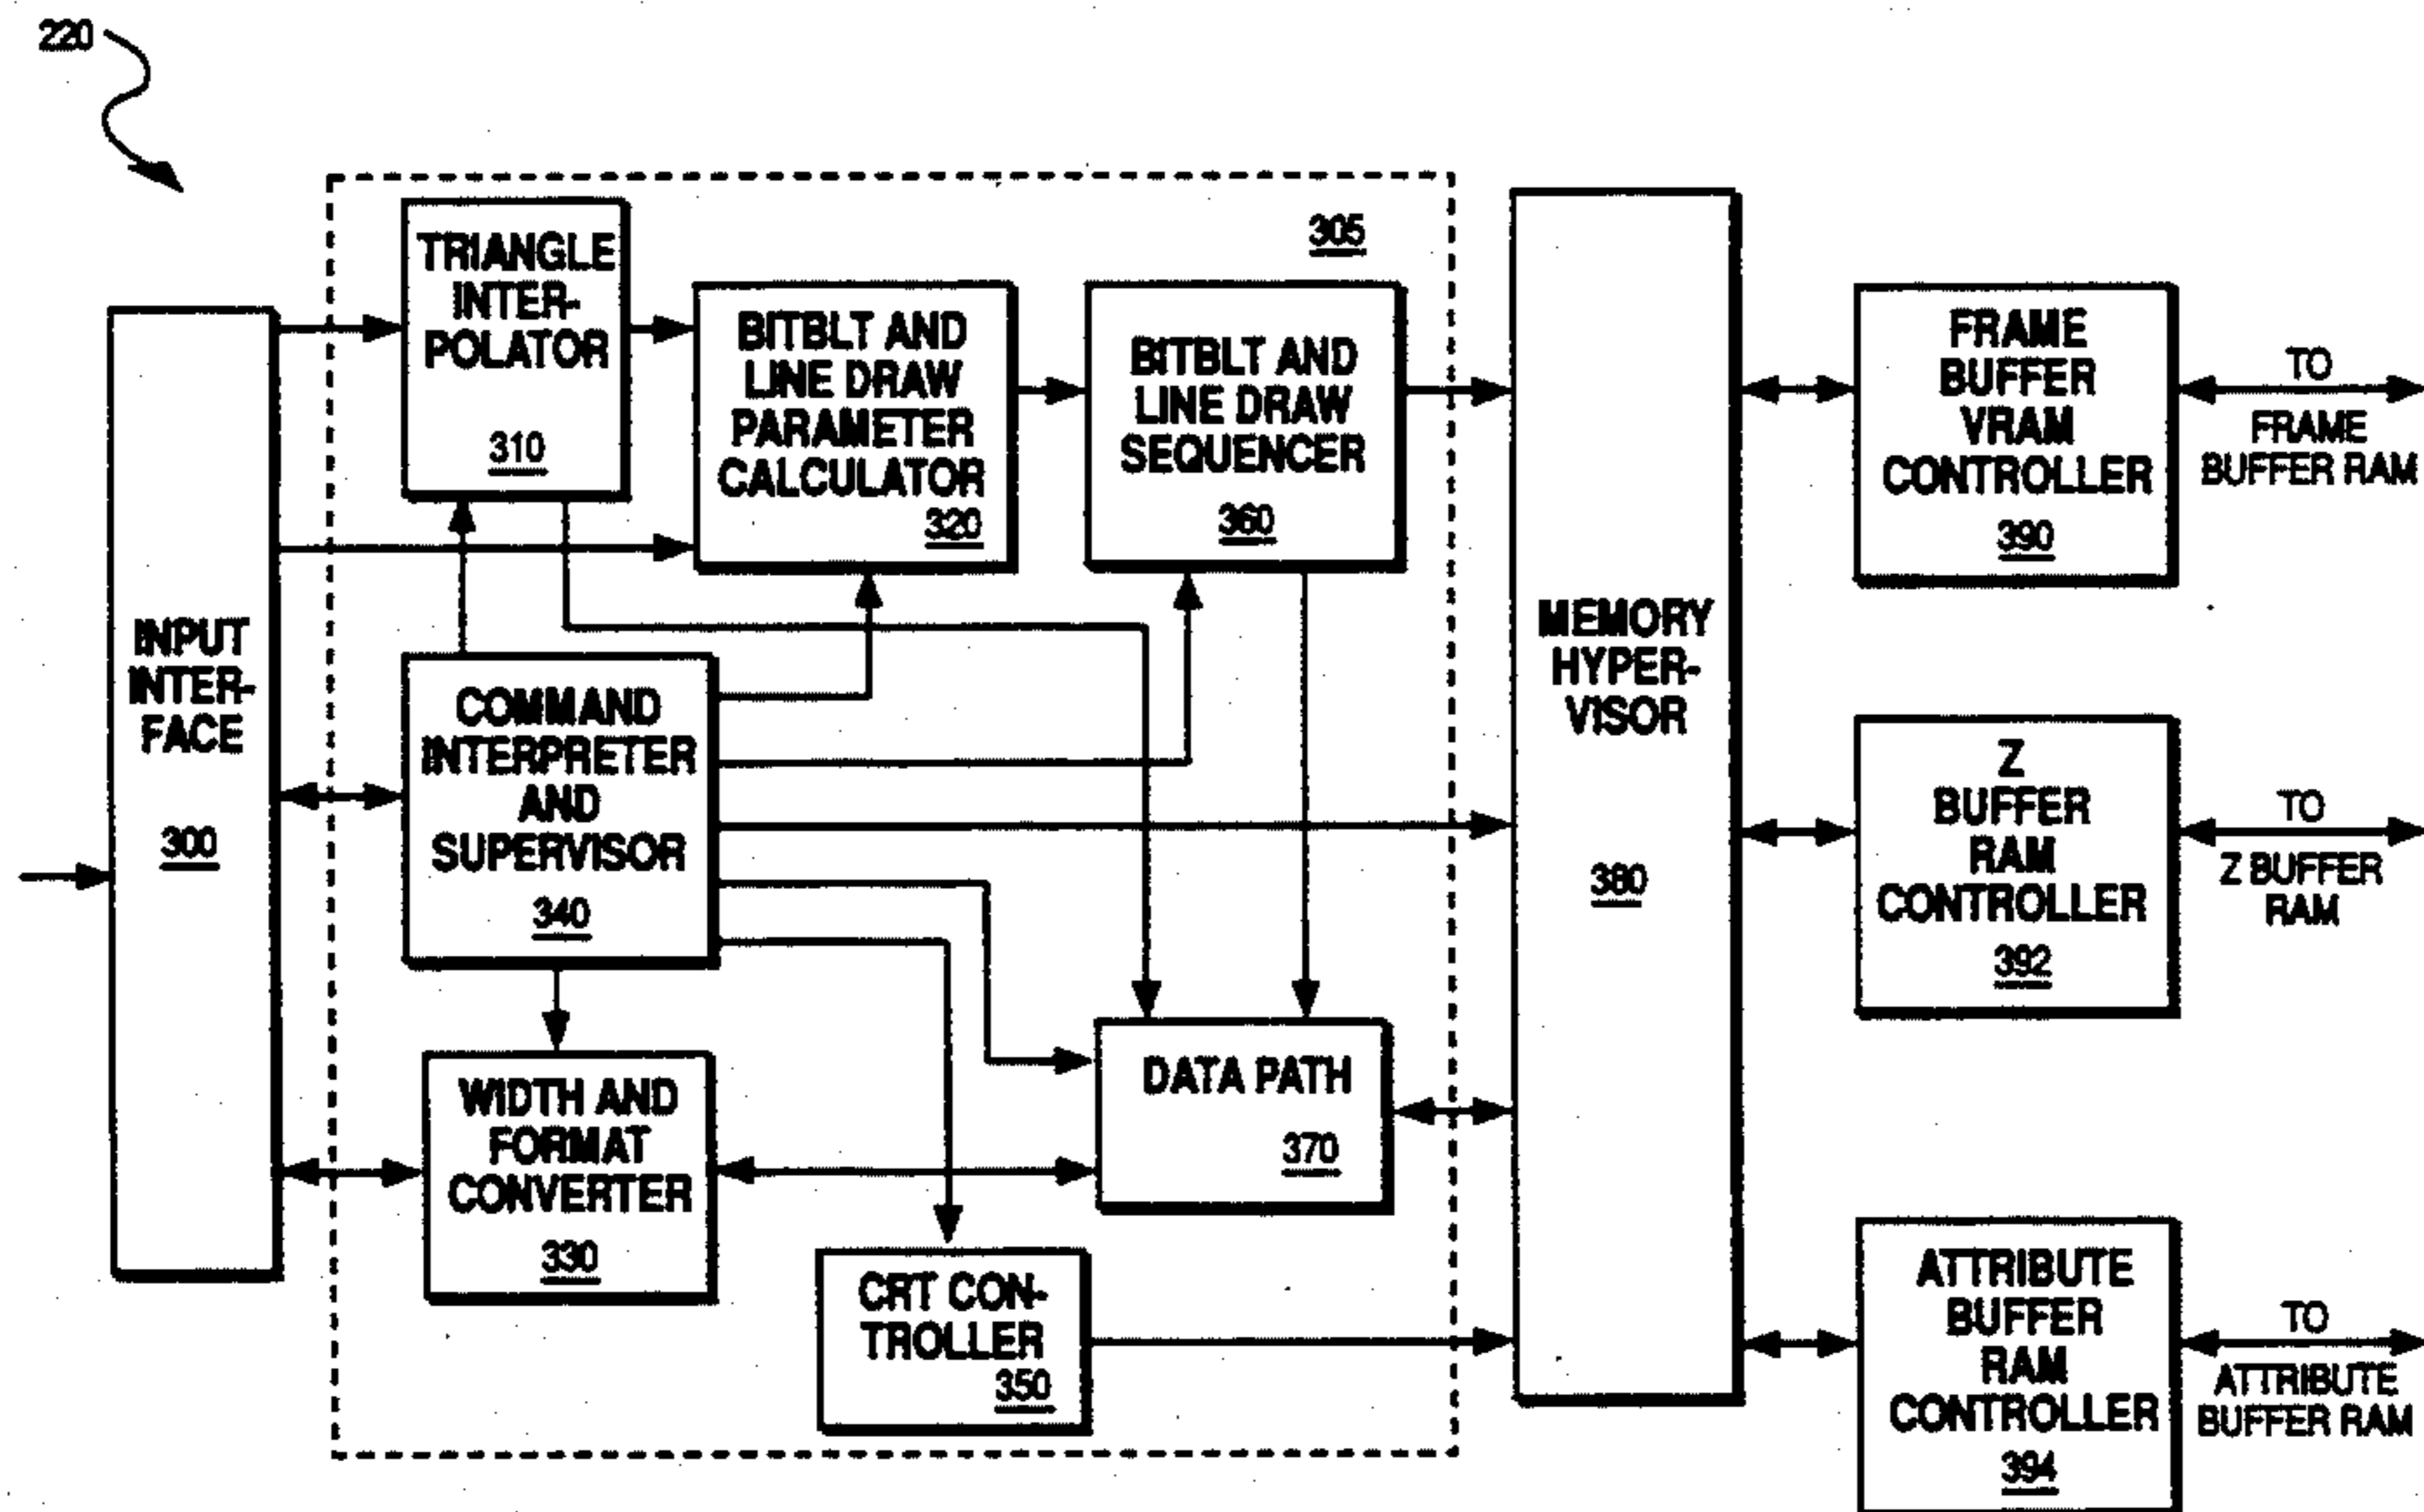 220
305
TRIANGLE
INTER-
POLATOR
310
BITBLT AND
LINE DRAW
PARAMETER
CALCULATOR
320
BITBLT AND
LINE DRAW
SEQUENCER
360
INPUT
INTER-
FACE
300
COMMAND
INTERPRETER
AND
SUPERVISOR
340
WIDTH AND
FORMAT
CONVERTER
330
DATA PATH
370
CRT CON-
TROLLER
350
MEMORY
HYPER-
VISOR
380
FRAME
BUFFER
VRAM
CONTROLLER
390
TO
FRAME
BUFFER RAM
Z
BUFFER
RAM
CONTROLLER
392
TO
Z BUFFER
RAM
ATTRIBUTE
BUFFER
RAM
CONTROLLER
394
TO
ATTRIBUTE
BUFFER RAM